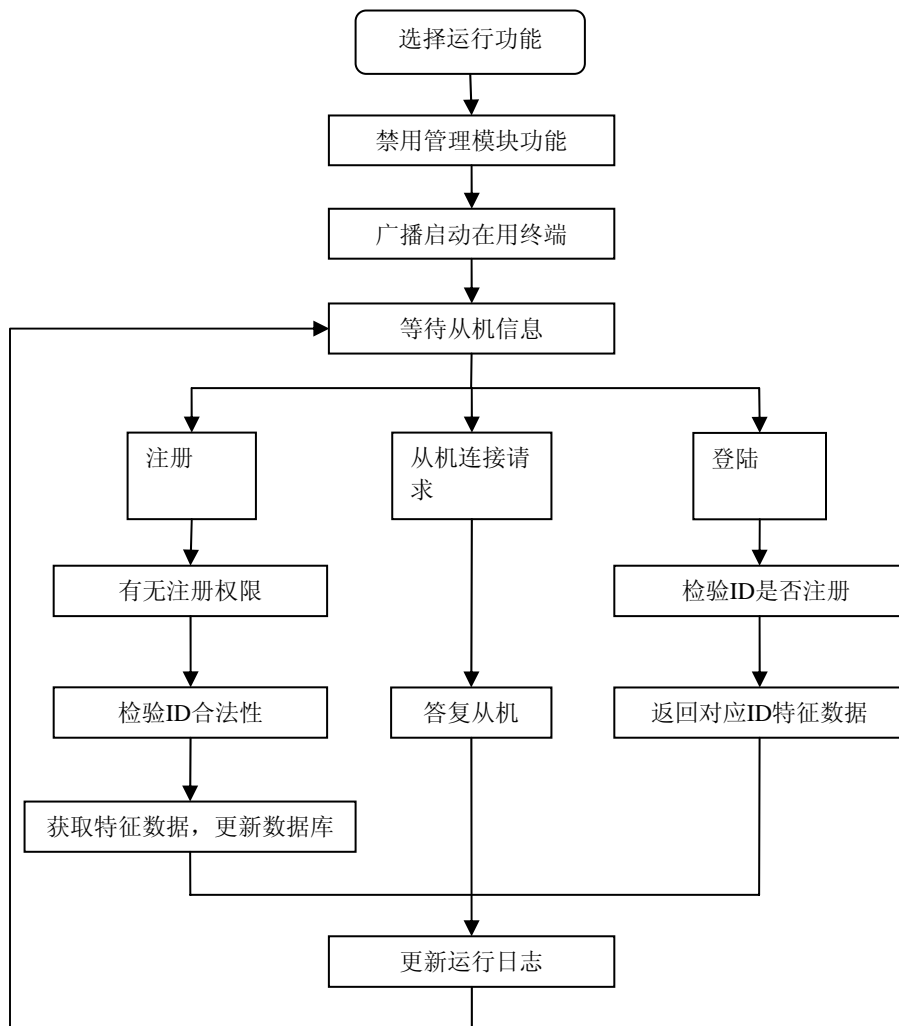 选择运行功能
禁用管理模块功能
广播启动在用终端
等待从机信息
注册
从机连接请
求
登陆
有无注册权限
检验ID是否注册
检验ID合法性
答复从机
返回对应ID特征数据
获取特征数据，更新数据库
更新运行日志